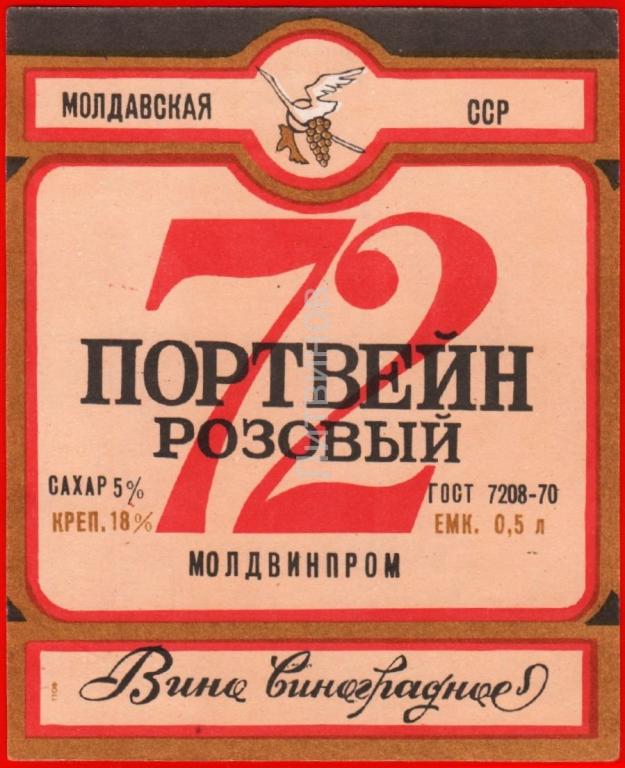 МОЛДАВСКАЯ ССР
72
ПОРТВЕЙН
РОЗОВЫЙ
САХАР 5% ГОСТ 7208-70
КРЕП. 18% ЕМК. 0,5 л
МОЛДВИНПРОМ
Вино виноградное